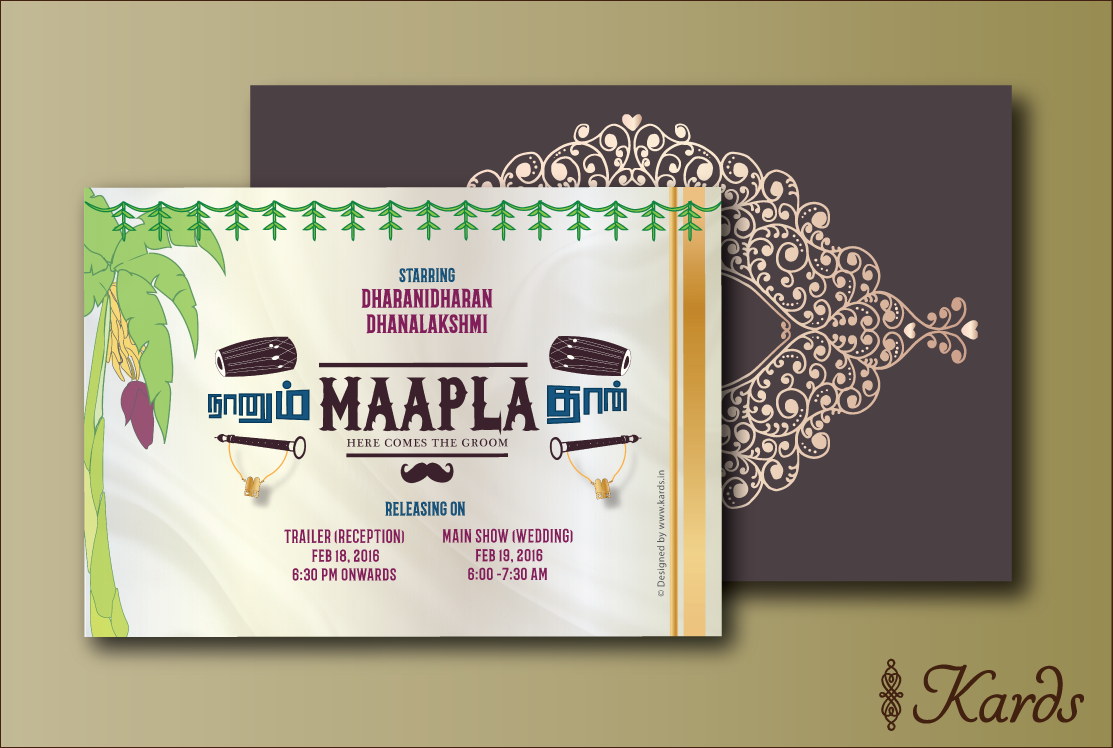 STARRING
DHARANIDHARAN
DHANALAKSHMI
நானும் MAAPLA தான்
HERE COMES THE GROOM
RELEASING ON
TRAILER (RECEPTION)
FEB 18, 2016
6:30 PM ONWARDS
MAIN SHOW (WEDDING)
FEB 19, 2016
6:00 -7:30 AM
© Designed by www.kards.in
Kards